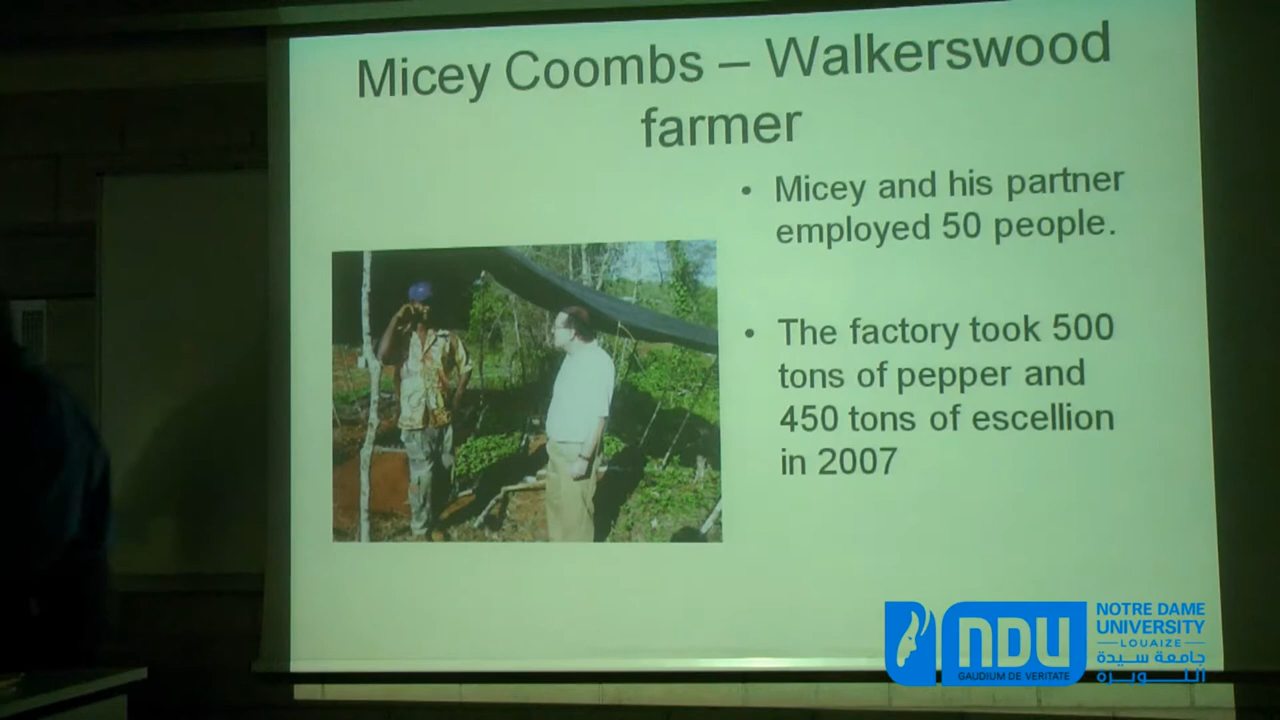 Micey Coombs – Walkerswood
farmer
• Micey and his partner
employed 50 people.
• The factory took 500
tons of pepper and
450 tons of escellion
in 2007
NDU
GAUDIUM DE VERITATE
NOTRE DAME
UNIVERSITY
LOUAIZE
جامعة سيدة
اللويزة